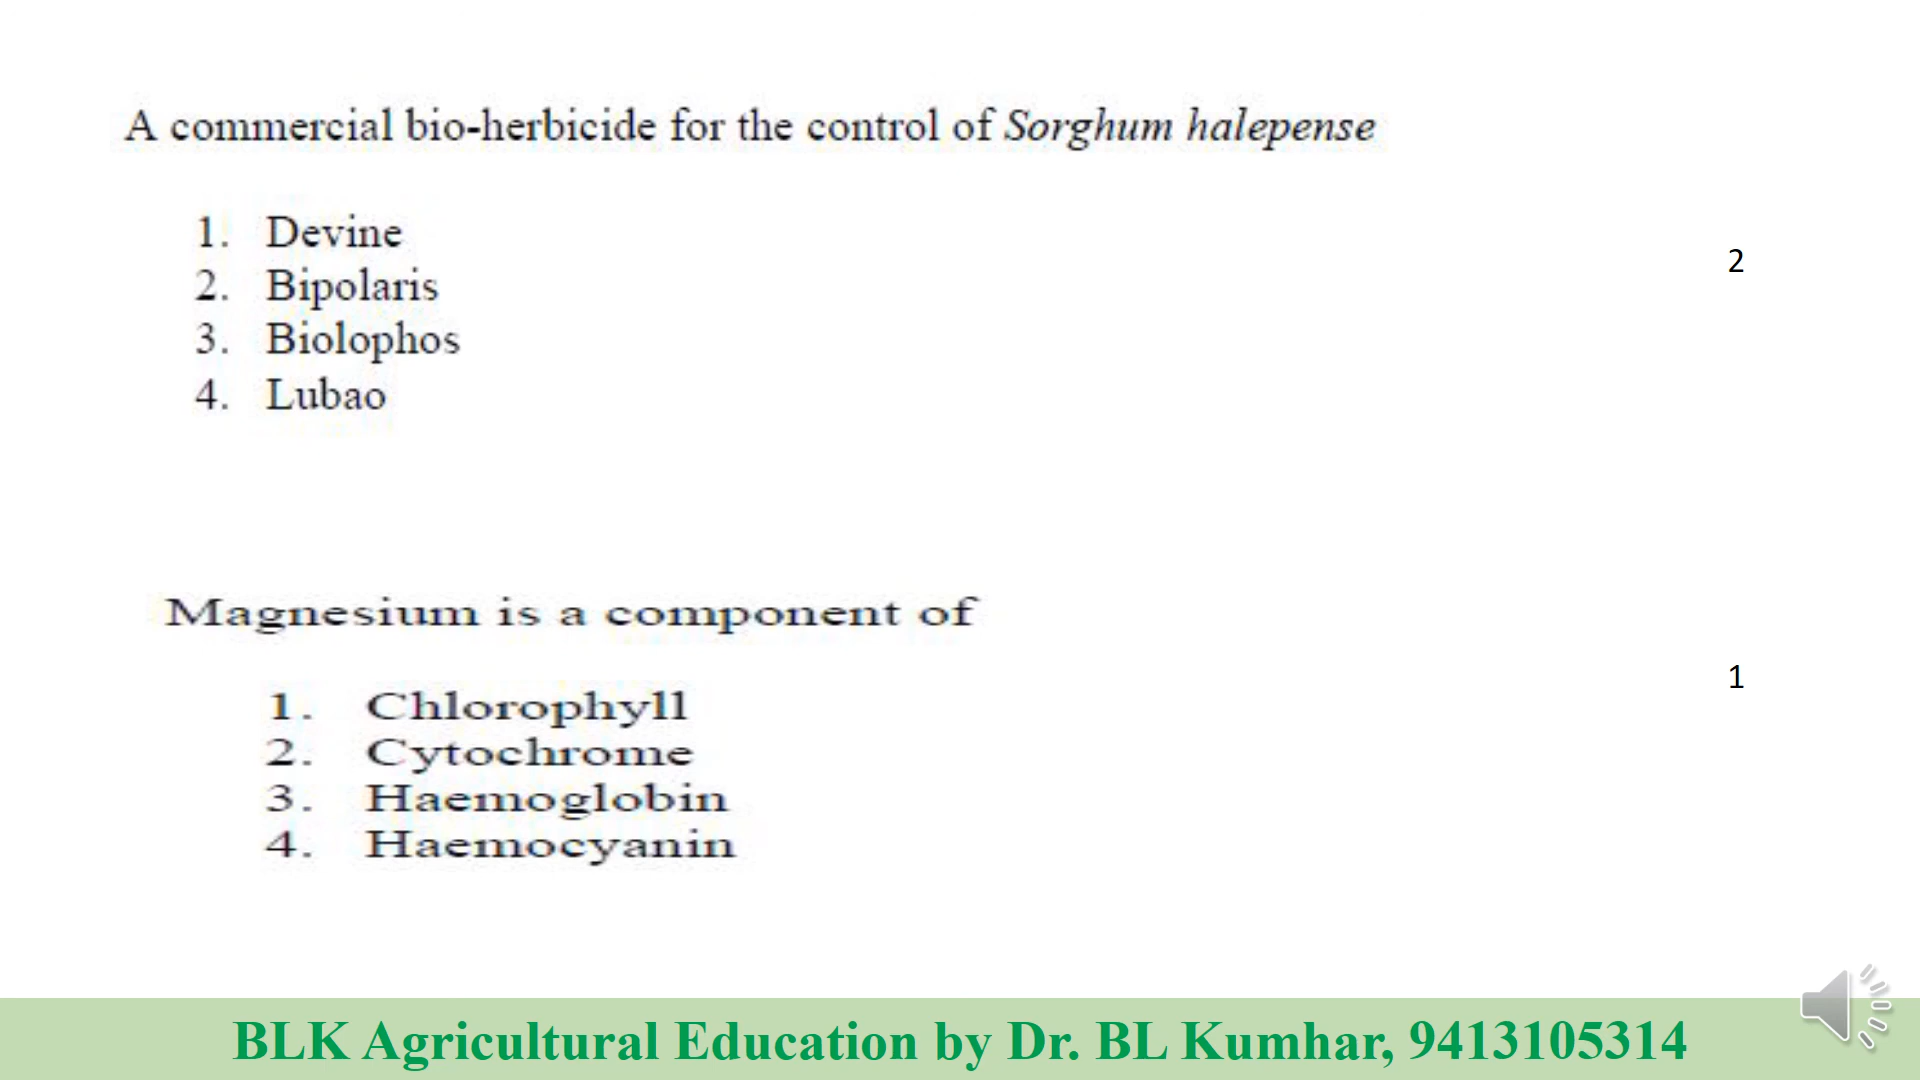 A commercial bio-herbicide for the control of Sorghum halepense
1. Devine
2. Bipolaris
2
3. Biolophos
4. Lubao
Magnesium is a component of
1
1. Chlorophyll
2. Cytochrome
3. Haemoglobin
4. Haemocyanin
BLK Agricultural Education by Dr. BL Kumhar, 9413105314